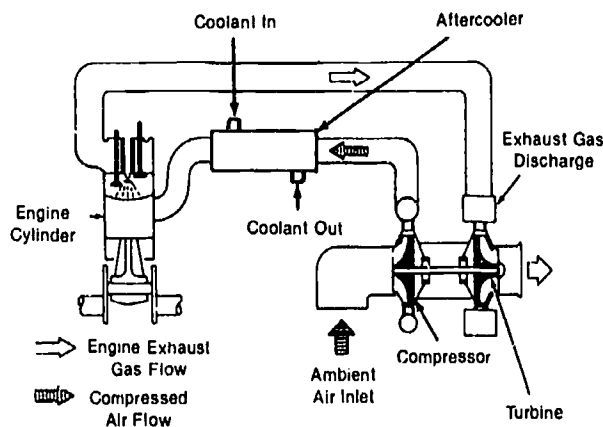 Coolant In
Aftercooler
Exhaust Gas
Discharge
Engine
Cylinder
Coolant Out
Engine Exhaust
Gas Flow
Compressed
Air Flow
Ambient
Air Inlet
Compressor
Turbine